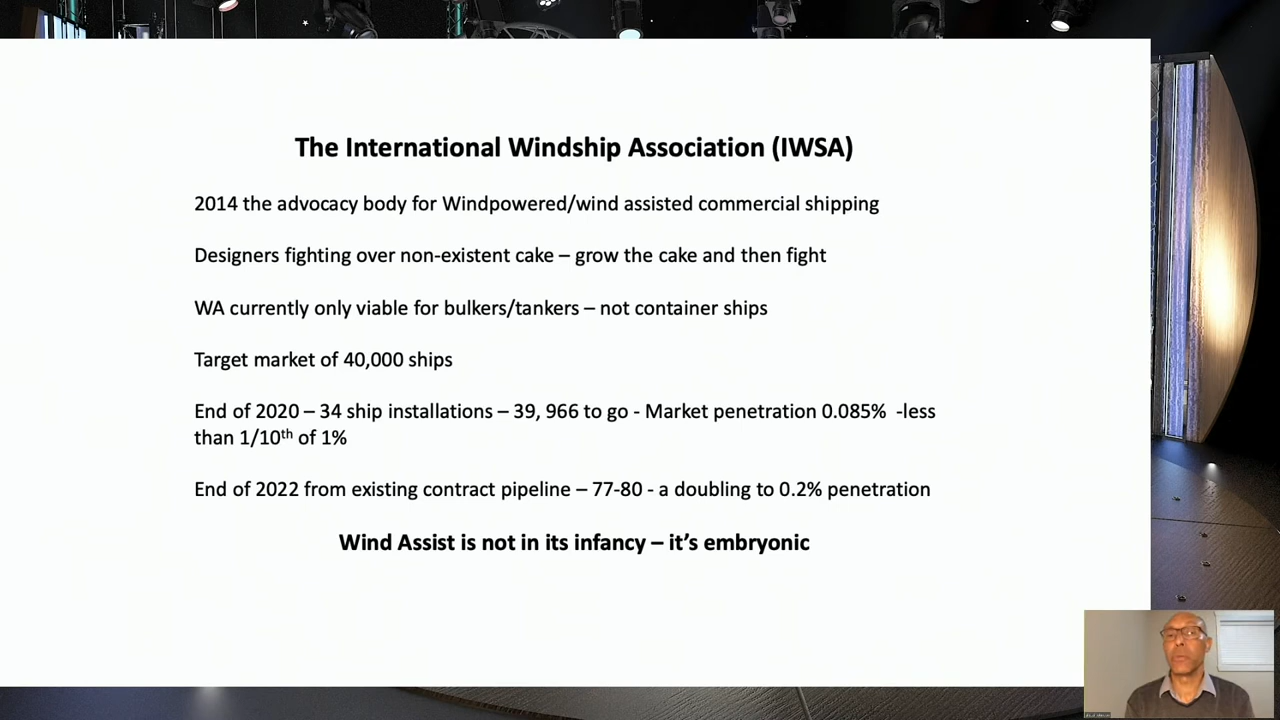 The International Windship Association (IWSA)
2014 the advocacy body for Windpowered/wind assisted commercial shipping
Designers fighting over non-existent cake – grow the cake and then fight
WA currently only viable for bulkers/tankers – not container ships
Target market of 40,000 ships
End of 2020 – 34 ship installations – 39, 966 to go - Market penetration 0.085%  -less
than 1/10th of 1%
End of 2022 from existing contract pipeline – 77-80 - a doubling to 0.2% penetration
Wind Assist is not in its infancy – it’s embryonic